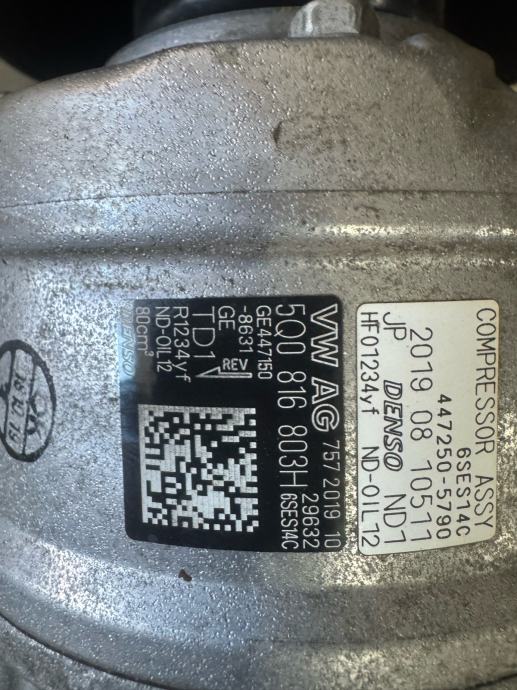 COMPRESSOR ASSY
6SES14C
447250-5790
2019 08 10511
JP DENSO ND1
HF01234yf ND-OIL12
VW AG 757 2019 10
29632
5Q0 816 803H 6SES14C
GE447150
-8631 REV
GE
TD1
R1234yf
ND-OIL12
80cm³